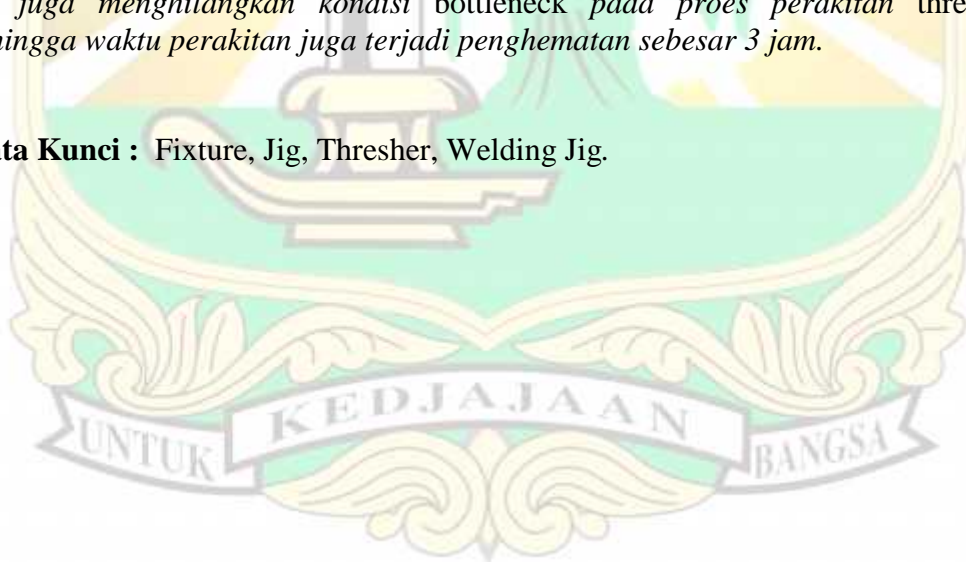 juga menghilangkan kondisi bottleneck pada proes perakitan
hingga waktu perakitan juga terjadi penghematan sebesar 3 jam.
Kunci : Fixture, Jig, Thresher, Welding Jig.
UNTUK KEDJAJAAN BANGSA